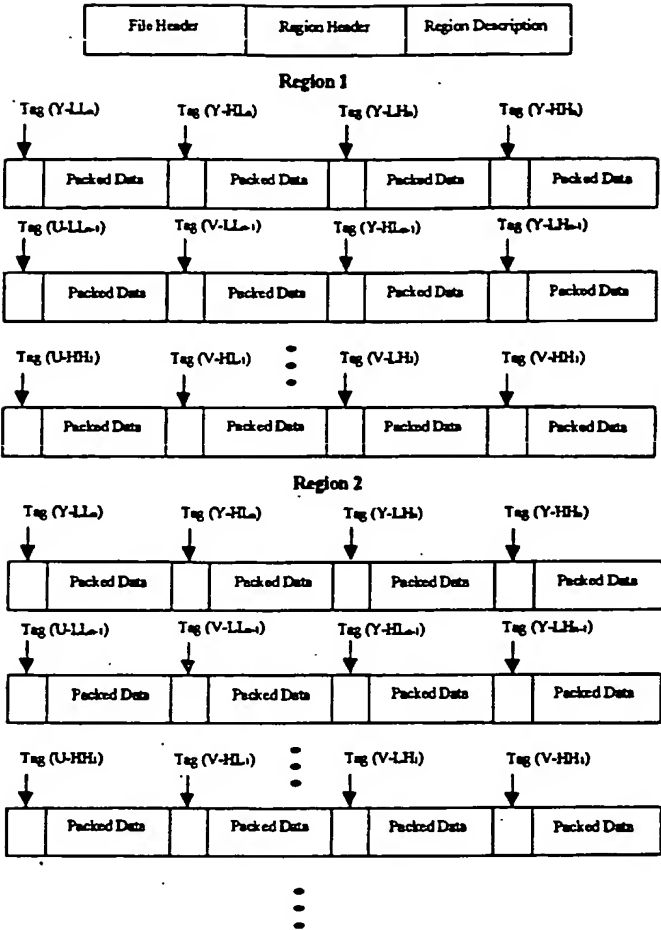 File Header Region Header Region Description
Region 1
Tag (Y-LLₙ) Tag (Y-HLₙ) Tag (Y-LHₙ) Tag (Y-HHₙ)
Packed Data Packed Data Packed Data Packed Data
Tag (U-LLₙ₋₁) Tag (V-LLₙ₋₁) Tag (Y-HLₙ₋₁) Tag (Y-LHₙ₋₁)
Packed Data Packed Data Packed Data Packed Data
Tag (U-HH₁) Tag (V-HL₁) Tag (V-LH₁) Tag (V-HH₁)
Packed Data Packed Data Packed Data Packed Data
Region 2
Tag (Y-LLₙ) Tag (Y-HLₙ) Tag (Y-LHₙ) Tag (Y-HHₙ)
Packed Data Packed Data Packed Data Packed Data
Tag (U-LLₙ₋₁) Tag (V-LLₙ₋₁) Tag (Y-HLₙ₋₁) Tag (Y-LHₙ₋₁)
Packed Data Packed Data Packed Data Packed Data
Tag (U-HH₁) Tag (V-HL₁) Tag (V-LH₁) Tag (V-HH₁)
Packed Data Packed Data Packed Data Packed Data